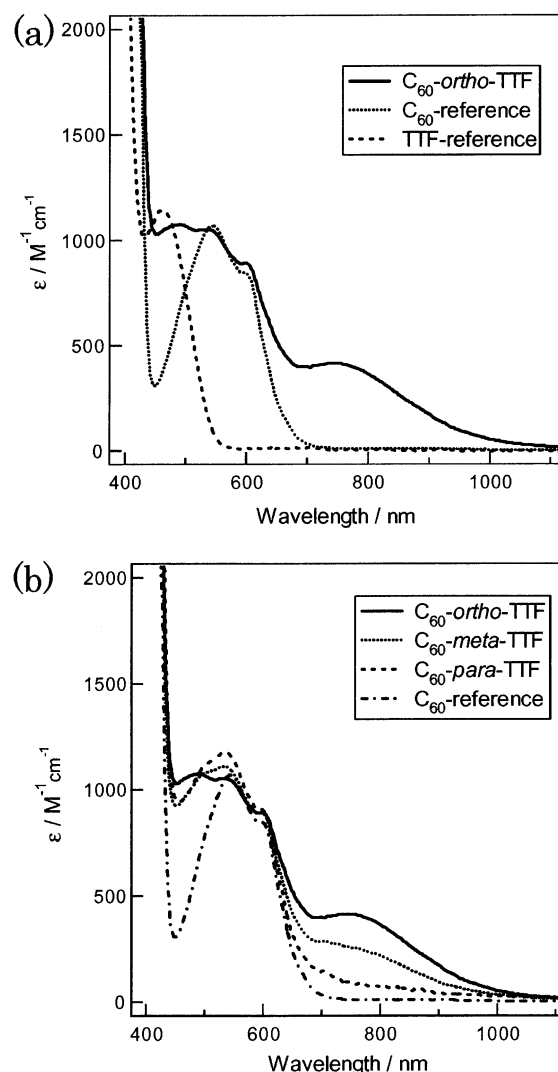 (a)
2000
1500
1000
500
0
ε / M⁻¹cm⁻¹
C₆₀-ortho-TTF
C₆₀-reference
TTF-reference
400 600 800 1000
Wavelength / nm
(b)
2000
1500
1000
500
0
ε / M⁻¹cm⁻¹
C₆₀-ortho-TTF
C₆₀-meta-TTF
C₆₀-para-TTF
C₆₀-reference
400 600 800 1000
Wavelength / nm